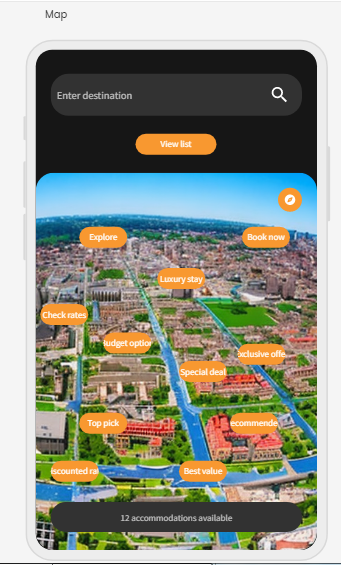 Map
Enter destination
View list
Explore
Book now
Luxury stay
Check rates
udget option
xclusive offe
Special deal
Top pick
ecommende
iscounted rat
Best value
12 accommodations available